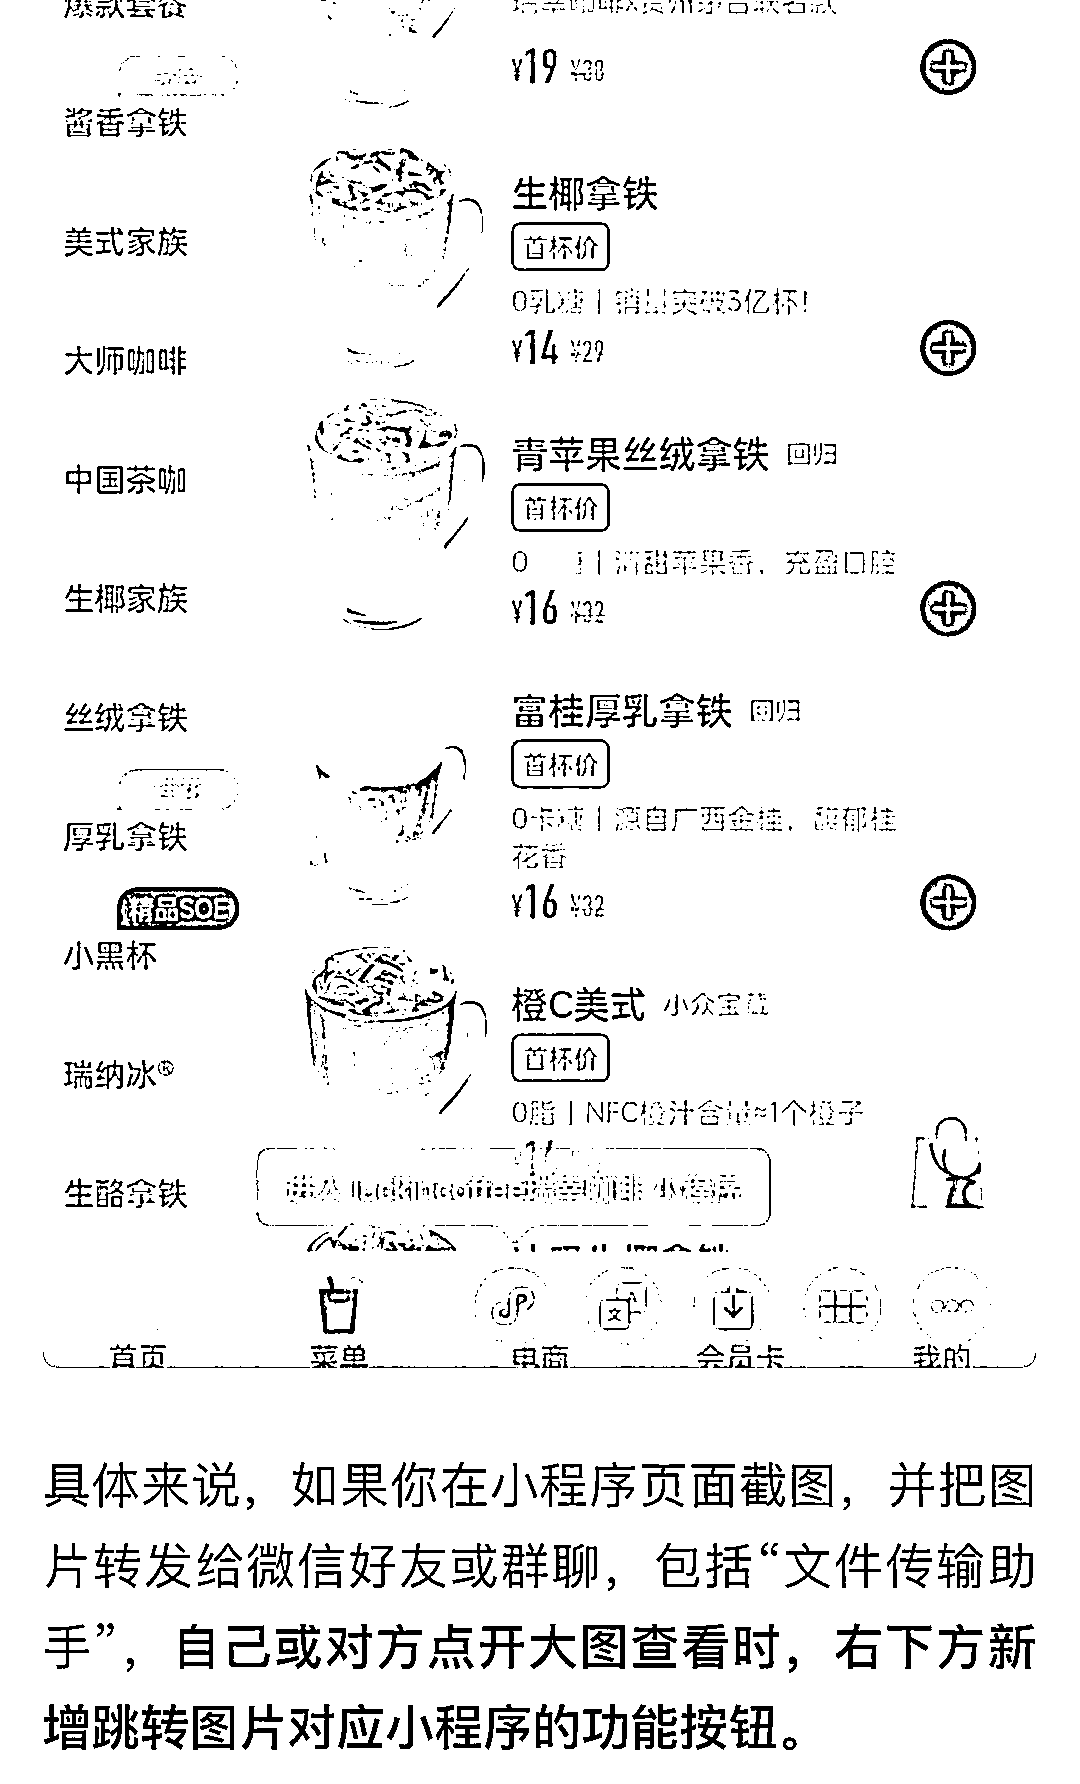 爆款套餐
¥19 ¥38
酱香拿铁
生椰拿铁
首杯价
美式家族
0乳糖 | 销量突破3亿杯!
¥14 ¥29
大师咖啡
青苹果丝绒拿铁 回归
中国茶咖
首杯价
0 | 清甜苹果香，充盈口腔
¥16 ¥32
生椰家族
富桂厚乳拿铁 回归
丝绒拿铁
首杯价
0卡糖 | 源自广西金桂，馥郁桂
花香
厚乳拿铁
¥16 ¥32
精品SOE
小黑杯
橙C美式 小众宝藏
首杯价
瑞纳冰®
0脂 | NFC橙汁含量≈1个橙子
进入 luckincoffee瑞幸咖啡 小程序
生酪拿铁
首页
菜单
电商
会员卡
我的
具体来说，如果你在小程序页面截图，并把图
片转发给微信好友或群聊，包括“文件传输助
手”，自己或对方点开大图查看时，右下方新
增跳转图片对应小程序的功能按钮。